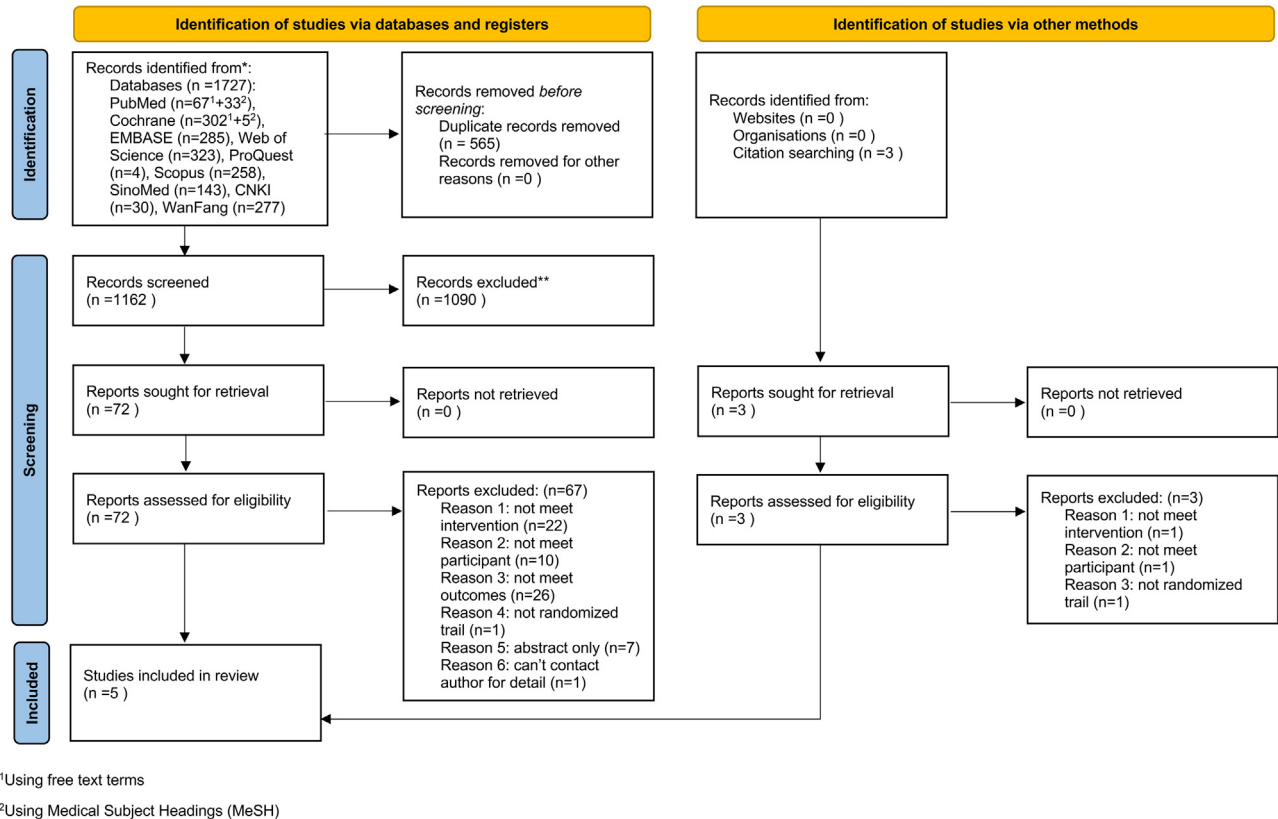 Identification of studies via databases and registers
Identification of studies via other methods
Identification
Records identified from*:
Databases (n =1727):
PubMed (n=67¹+33²),
Cochrane (n=302¹+5²),
EMBASE (n=285), Web of
Science (n=323), ProQuest
(n=4), Scopus (n=258),
SinoMed (n=143), CNKI
(n=30), WanFang (n=277)
Records removed before
screening:
Duplicate records removed
(n = 565)
Records removed for other
reasons (n =0 )
Records identified from:
Websites (n =0 )
Organisations (n =0 )
Citation searching (n =3 )
Screening
Records screened
(n =1162 )
Records excluded**
(n =1090 )
Reports sought for retrieval
(n =72 )
Reports not retrieved
(n =0 )
Reports sought for retrieval
(n =3 )
Reports not retrieved
(n =0 )
Reports assessed for eligibility
(n =72 )
Reports excluded: (n=67)
Reason 1: not meet
intervention (n=22)
Reason 2: not meet
participant (n=10)
Reason 3: not meet
outcomes (n=26)
Reason 4: not randomized
trail (n=1)
Reason 5: abstract only (n=7)
Reason 6: can't contact
author for detail (n=1)
Reports assessed for eligibility
(n =3 )
Reports excluded: (n=3)
Reason 1: not meet
intervention (n=1)
Reason 2: not meet
participant (n=1)
Reason 3: not randomized
trail (n=1)
Included
Studies included in review
(n =5 )
¹Using free text terms
²Using Medical Subject Headings (MeSH)